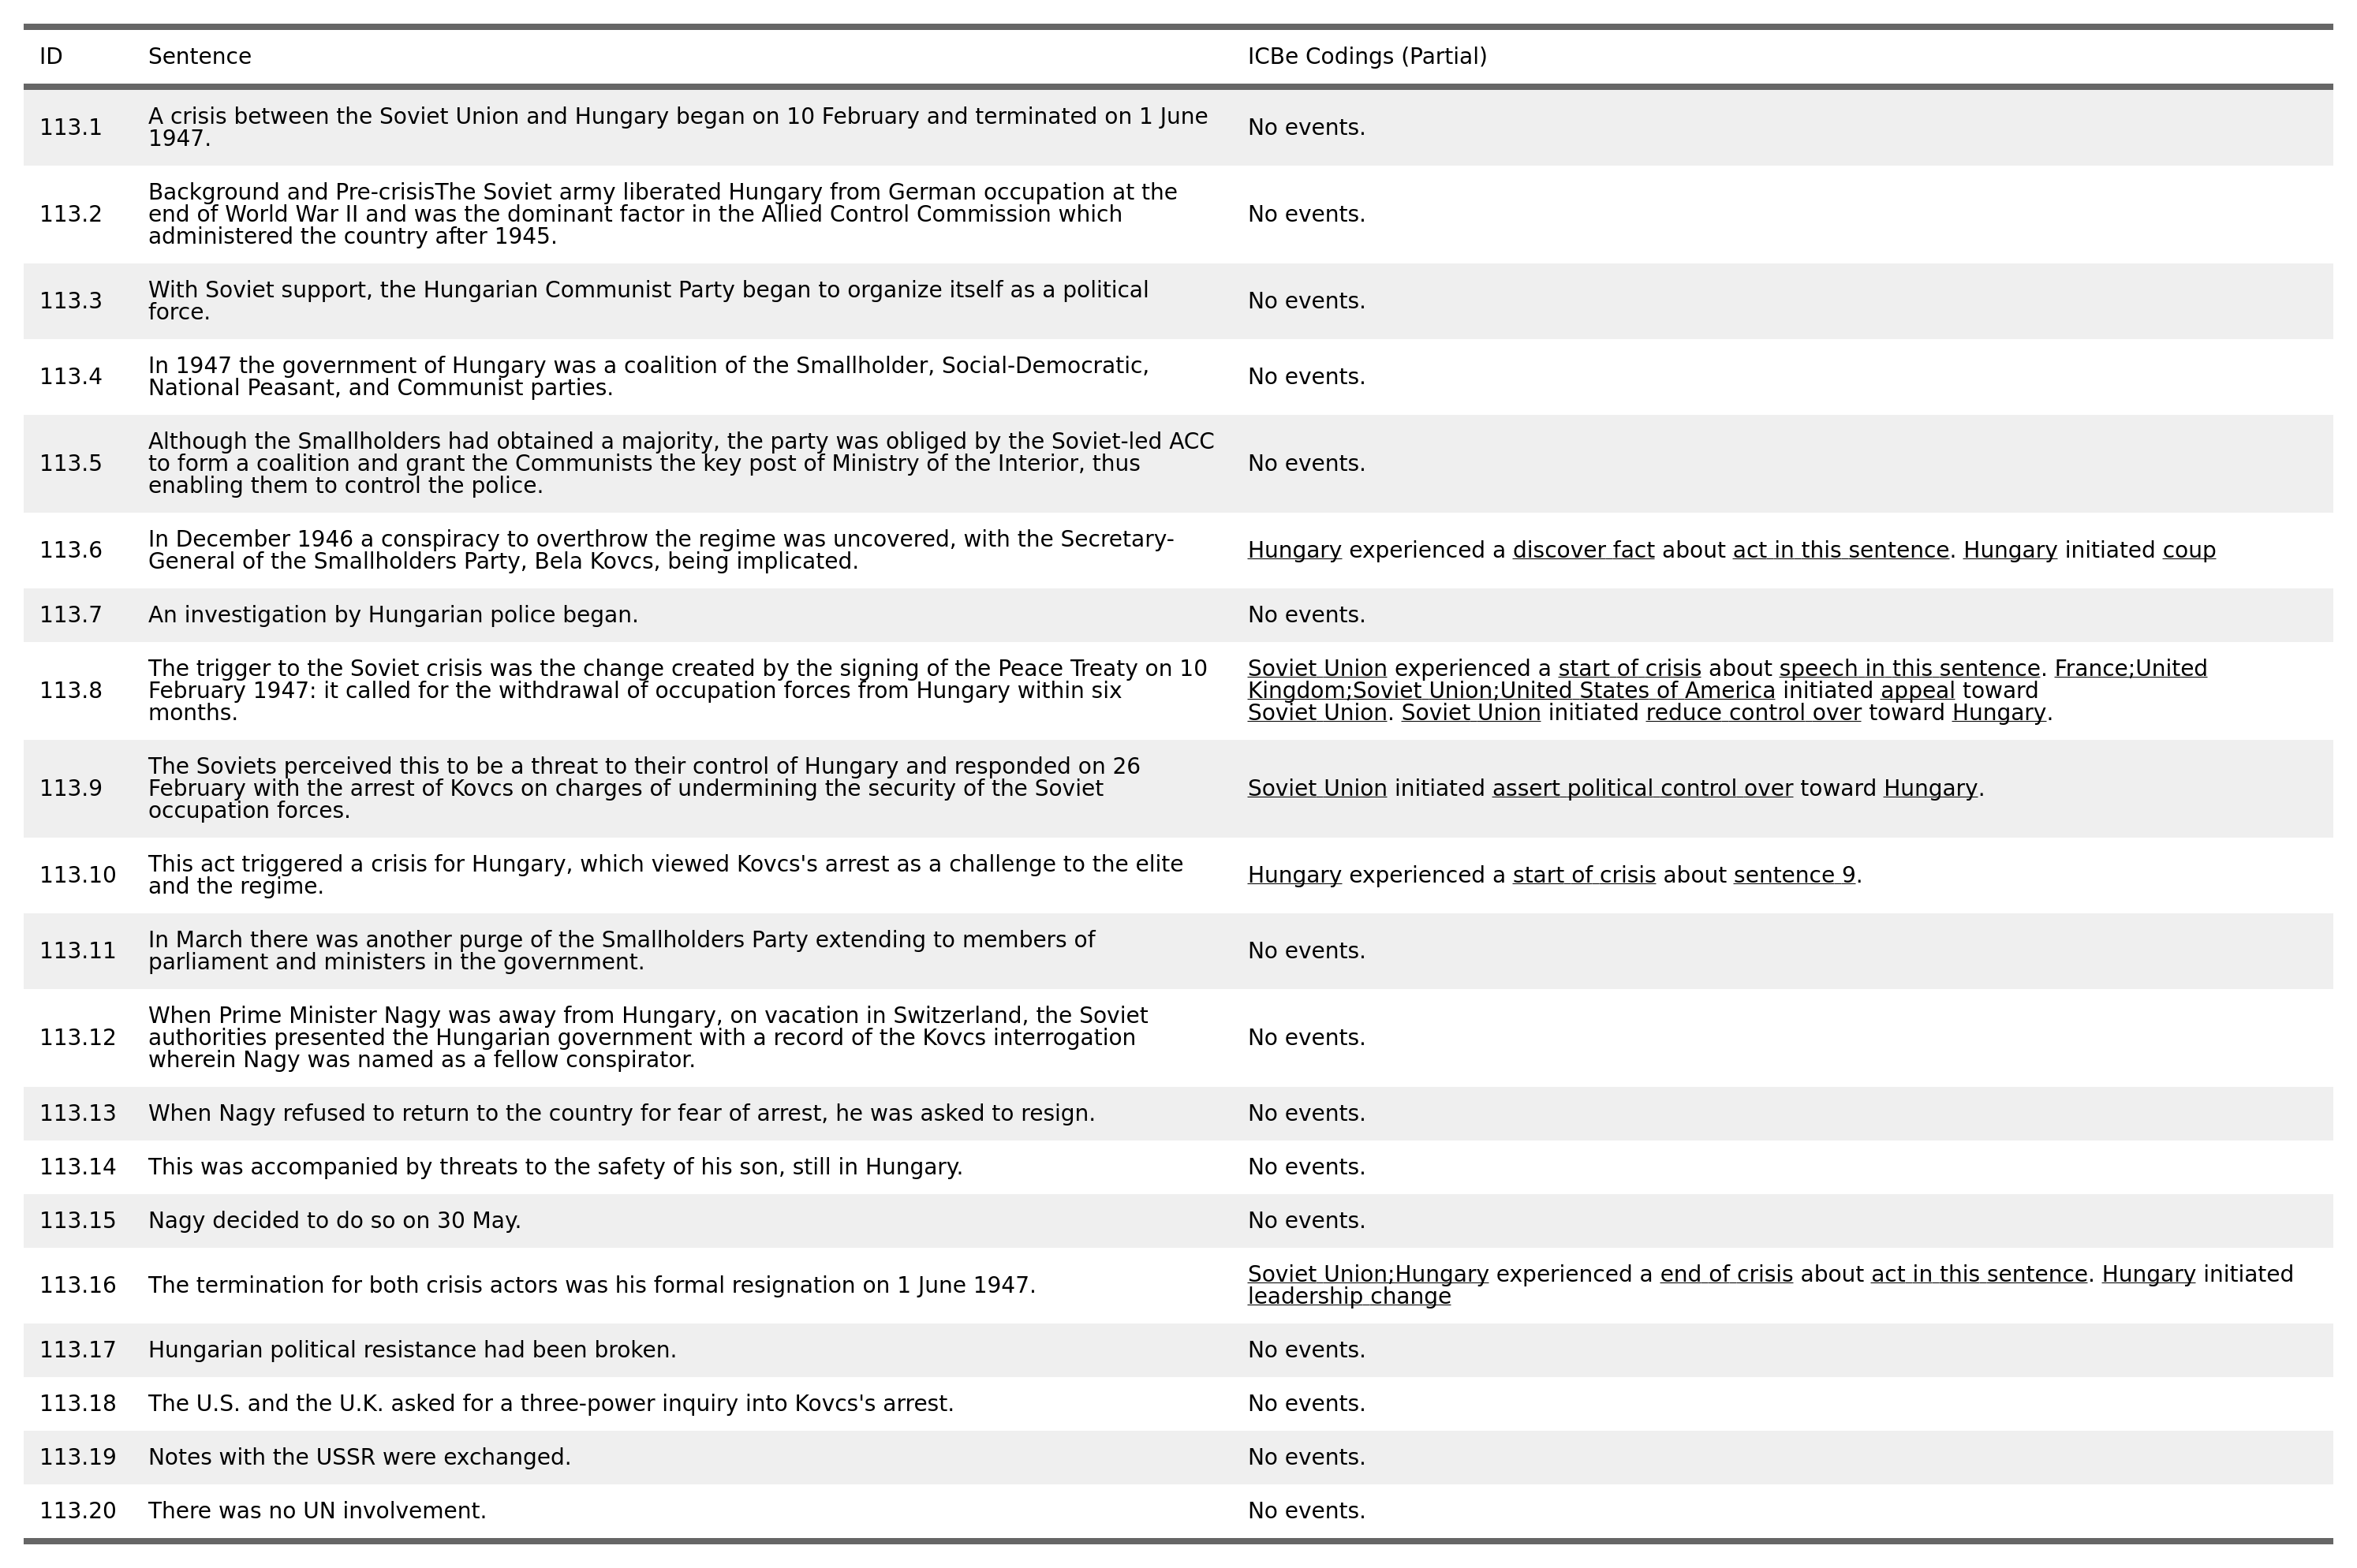 ID Sentence ICBe Codings (Partial)
113.1 A crisis between the Soviet Union and Hungary began on 10 February and terminated on 1 June
1947. No events.
113.2 Background and Pre-crisisThe Soviet army liberated Hungary from German occupation at the
end of World War II and was the dominant factor in the Allied Control Commission which
administered the country after 1945. No events.
113.3 With Soviet support, the Hungarian Communist Party began to organize itself as a political
force. No events.
113.4 In 1947 the government of Hungary was a coalition of the Smallholder, Social-Democratic,
National Peasant, and Communist parties. No events.
113.5 Although the Smallholders had obtained a majority, the party was obliged by the Soviet-led ACC
to form a coalition and grant the Communists the key post of Ministry of the Interior, thus
enabling them to control the police. No events.
113.6 In December 1946 a conspiracy to overthrow the regime was uncovered, with the Secretary-
General of the Smallholders Party, Bela Kovcs, being implicated.
Hungary experienced a discover fact about act in this sentence. Hungary initiated coup
113.7 An investigation by Hungarian police began. No events.
113.8 The trigger to the Soviet crisis was the change created by the signing of the Peace Treaty on 10
February 1947: it called for the withdrawal of occupation forces from Hungary within six
months.
Soviet Union experienced a start of crisis about speech in this sentence. France;United
Kingdom;Soviet Union;United States of America initiated appeal toward
Soviet Union. Soviet Union initiated reduce control over toward Hungary.
113.9 The Soviets perceived this to be a threat to their control of Hungary and responded on 26
February with the arrest of Kovcs on charges of undermining the security of the Soviet
occupation forces.
Soviet Union initiated assert political control over toward Hungary.
113.10 This act triggered a crisis for Hungary, which viewed Kovcs's arrest as a challenge to the elite
and the regime.
Hungary experienced a start of crisis about sentence 9.
113.11 In March there was another purge of the Smallholders Party extending to members of
parliament and ministers in the government. No events.
113.12 When Prime Minister Nagy was away from Hungary, on vacation in Switzerland, the Soviet
authorities presented the Hungarian government with a record of the Kovcs interrogation
wherein Nagy was named as a fellow conspirator. No events.
113.13 When Nagy refused to return to the country for fear of arrest, he was asked to resign. No events.
113.14 This was accompanied by threats to the safety of his son, still in Hungary. No events.
113.15 Nagy decided to do so on 30 May. No events.
113.16 The termination for both crisis actors was his formal resignation on 1 June 1947.
Soviet Union;Hungary experienced a end of crisis about act in this sentence. Hungary initiated
leadership change
113.17 Hungarian political resistance had been broken. No events.
113.18 The U.S. and the U.K. asked for a three-power inquiry into Kovcs's arrest. No events.
113.19 Notes with the USSR were exchanged. No events.
113.20 There was no UN involvement. No events.